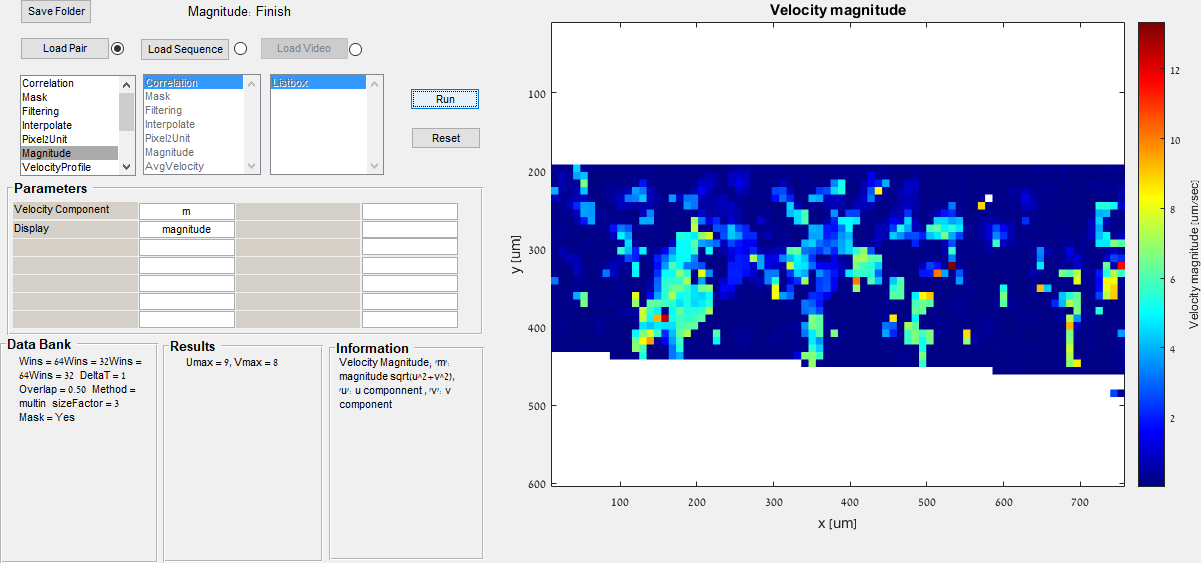 Save Folder
Magnitude: Finish
Load Pair
Load Sequence
Load Video
Correlation
Mask
Filtering
Interpolate
Pixel2Unit
Magnitude
VelocityProfile
Correlation
Mask
Filtering
Interpolate
Pixel2Unit
Magnitude
AvgVelocity
Listbox
Run
Reset
Parameters
Velocity Component
m
Display
magnitude
Data Bank
Wins = 64Wins = 32Wins =
64Wins = 32 DeltaT = 1
Overlap = 0.50 Method =
multin sizeFactor = 3
Mask = Yes
Results
Umax = 9, Vmax = 8
Information
Velocity Magnitude, 'm':
magnitude sqrt(u^2+v^2),
'u': u componnent , 'v': v
component
Velocity magnitude
y [um]
100
200
300
400
500
600
100
200
300
400
500
600
700
x [um]
12
10
8
6
4
2
Velocity magnitude [um/sec]